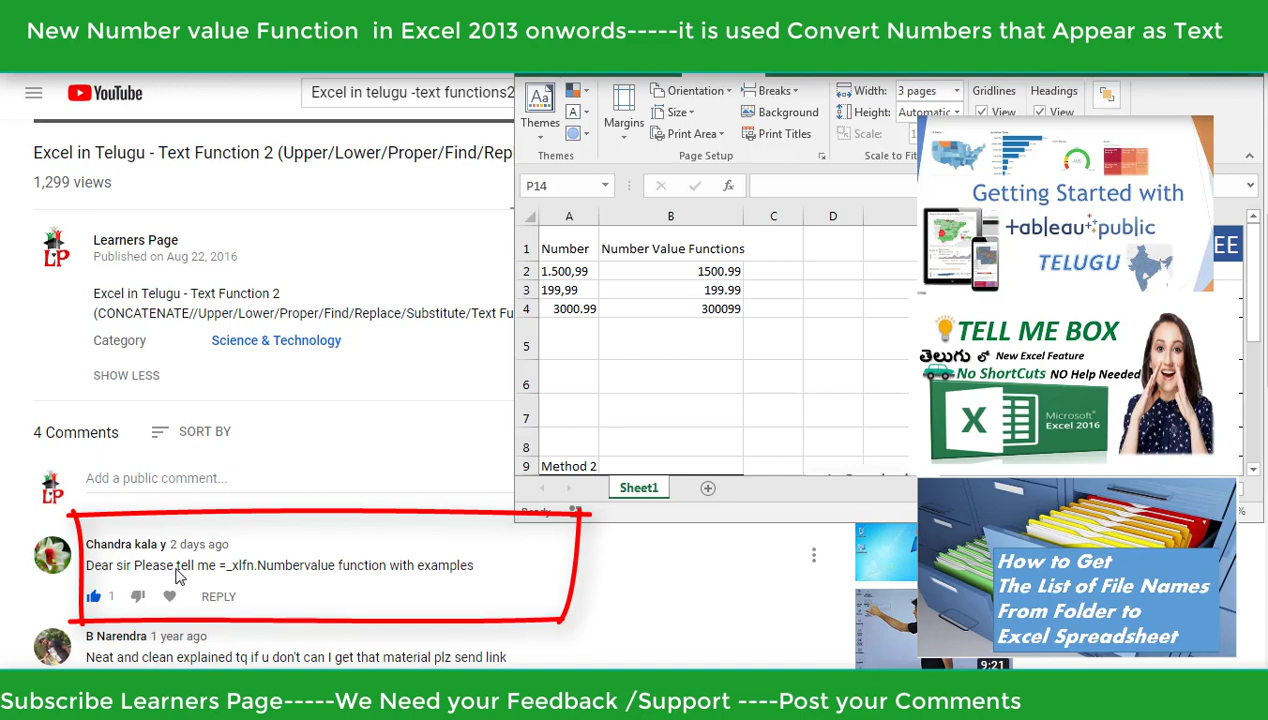 New Number value Function in Excel 2013 onwords-----it is used Convert Numbers that Appear as Text
YouTube
Excel in telugu -text functions2
Excel in Telugu - Text Function 2 (Upper/Lower/Proper/Find/Rep
1,299 views
LP
Learners Page
Published on Aug 22, 2016
Excel in Telugu - Text Function 2
(CONCATENATE//Upper/Lower/Proper/Find/Replace/Substitute/Text Fu
Category
Science & Technology
SHOW LESS
4 Comments
SORT BY
LP
Add a public comment...
Chandra kala y 2 days ago
Dear sir Please tell me =_xlfn.Numbervalue function with examples
1
REPLY
B Narendra 1 year ago
Neat and clean explained tq if u don't can I get that material plz send link
Aa
Themes
A
Themes
Margins
Orientation
Size
Print Area
Breaks
Background
Print Titles
Page Setup
Width: 3 pages
Height: Automatic
Scale:
Scale to Fit
Gridlines
View
Headings
View
P14
fx
A B C D
1 Number Number Value Functions
2 1.500,99 1500.99
3 199,99 199.99
4 3000.99 300099
5
6
7
8
9 Method 2
Sheet1
Getting Started with
+ableau+public
TELUGU
EE
TELL ME BOX
తెలుగు లో New Excel Feature
No ShortCuts NO Help Needed
X
Microsoft
Excel 2016
How to Get
The List of File Names
From Folder to
Excel Spreadsheet
9:21
Subscribe Learners Page-----We Need your Feedback /Support ----Post your Comments